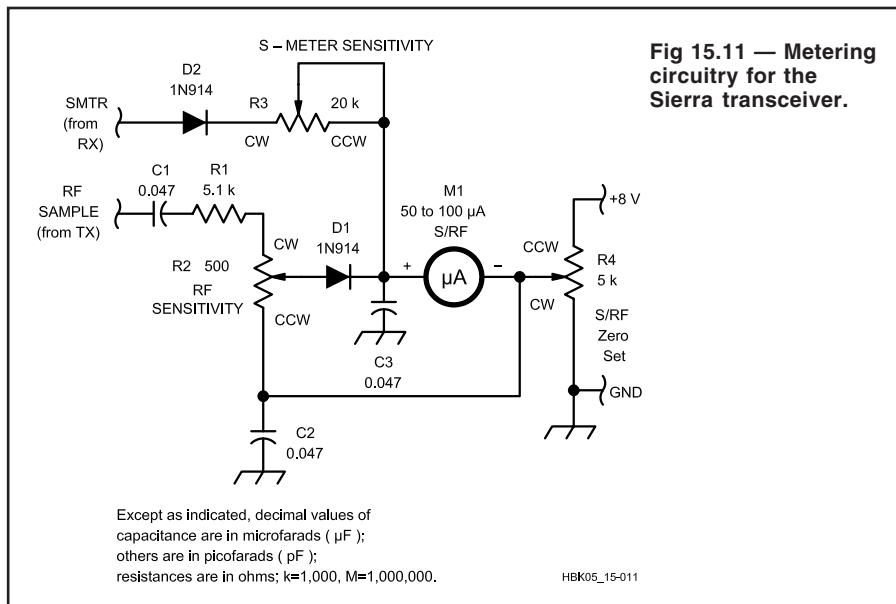 Fig 15.11 — Metering
circuitry for the
Sierra transceiver.
S – METER SENSITIVITY
D2
1N914
SMTR
(from
RX)
R3
20 k
CW
CCW
C1
0.047
R1
5.1 k
RF
SAMPLE
(from TX)
CW
R2 500
RF
SENSITIVITY
CCW
D1
1N914
M1
50 to 100 µA
S/RF
+
µA
–
+8 V
CCW
CW
R4
5 k
S/RF
Zero
Set
GND
C3
0.047
C2
0.047
Except as indicated, decimal values of
capacitance are in microfarads ( µF );
others are in picofarads ( pF );
resistances are in ohms; k=1,000, M=1,000,000.
HBK05_15-011